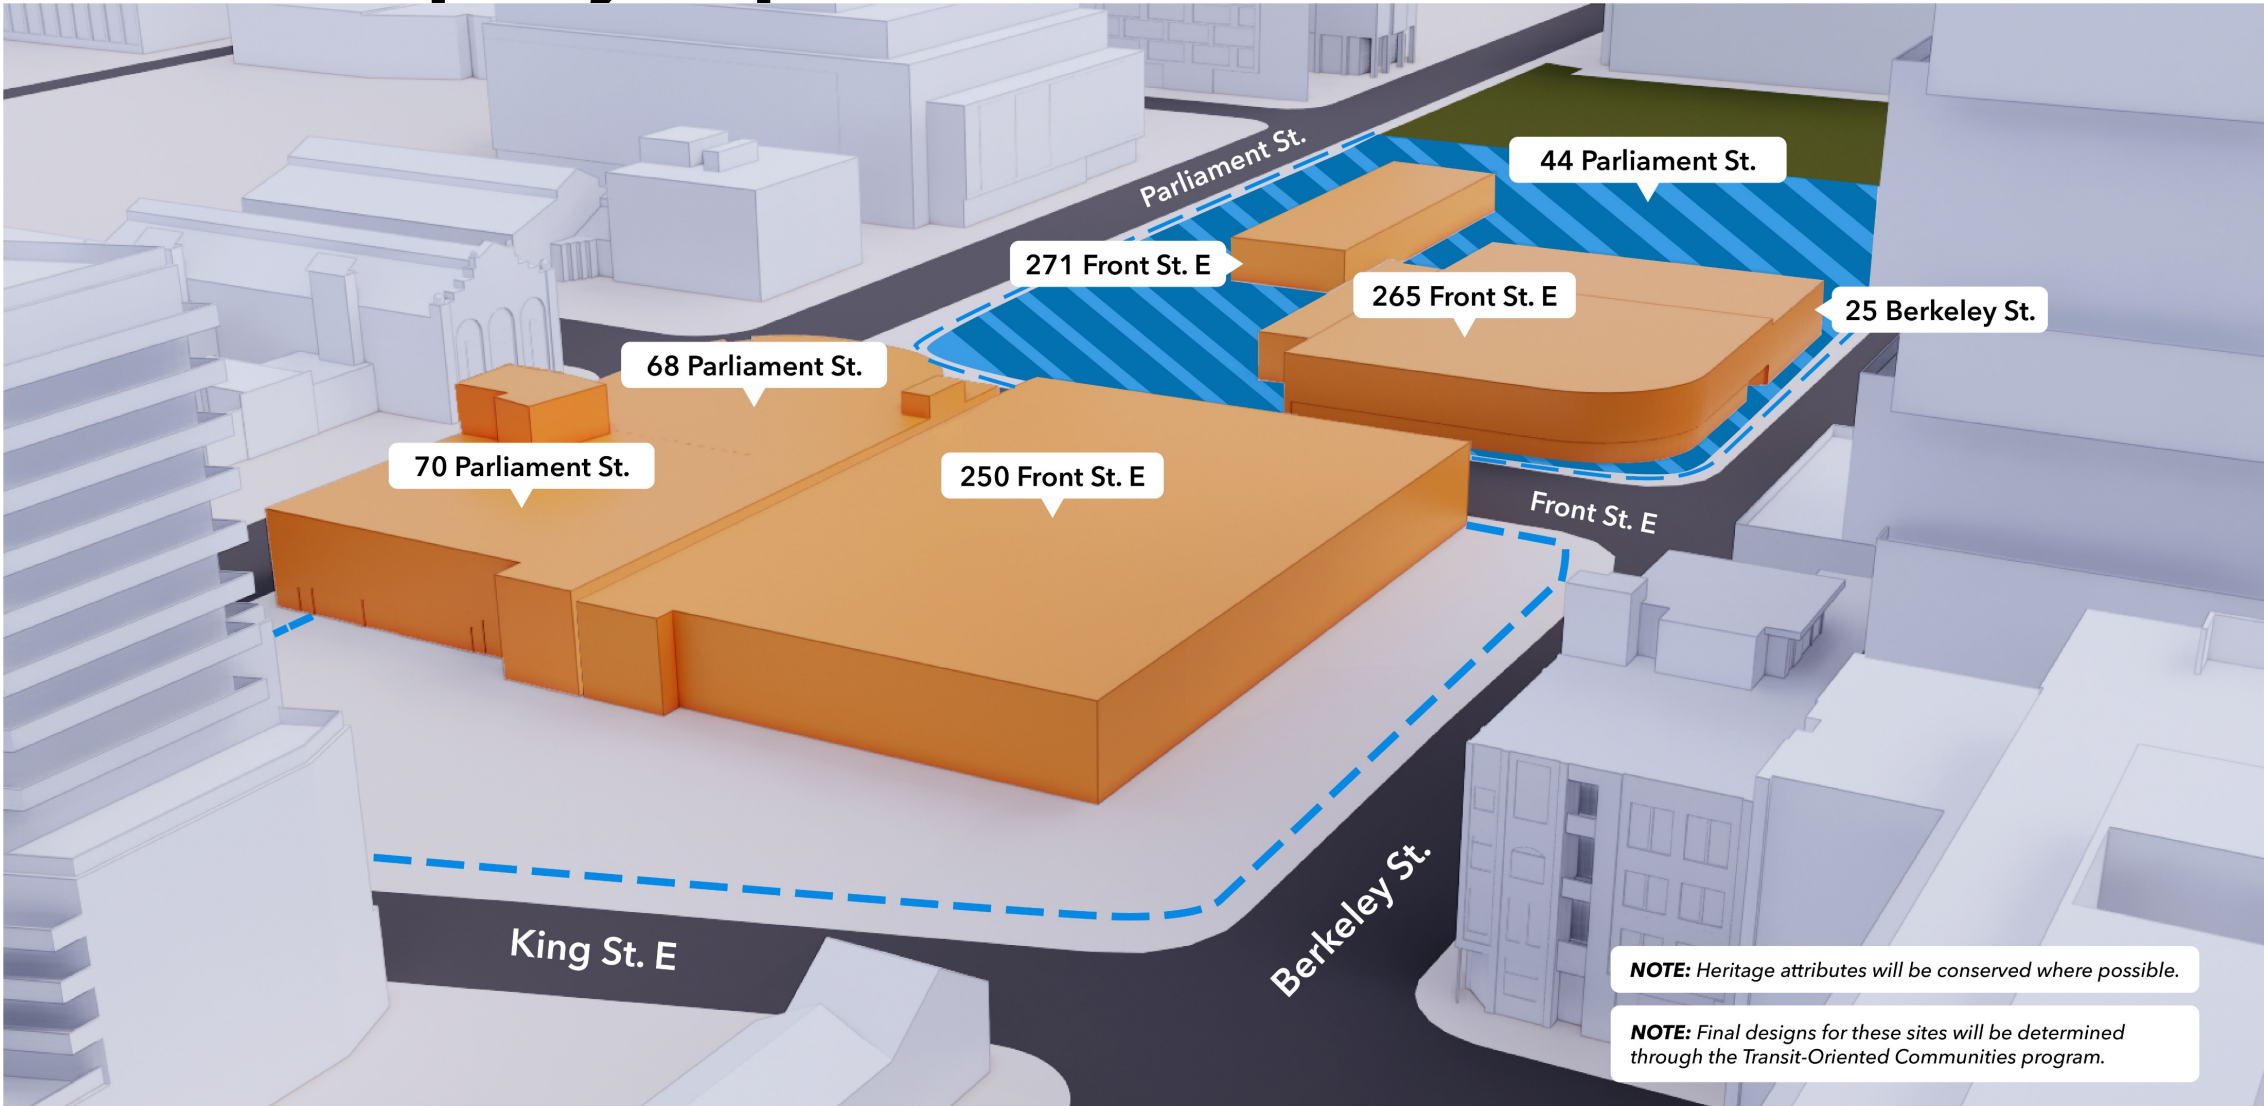 Parliament St.
44 Parliament St.
271 Front St. E
265 Front St. E
25 Berkeley St.
68 Parliament St.
70 Parliament St.
250 Front St. E
Front St. E
King St. E
Berkeley St.
NOTE: Heritage attributes will be conserved where possible.
NOTE: Final designs for these sites will be determined
through the Transit-Oriented Communities program.